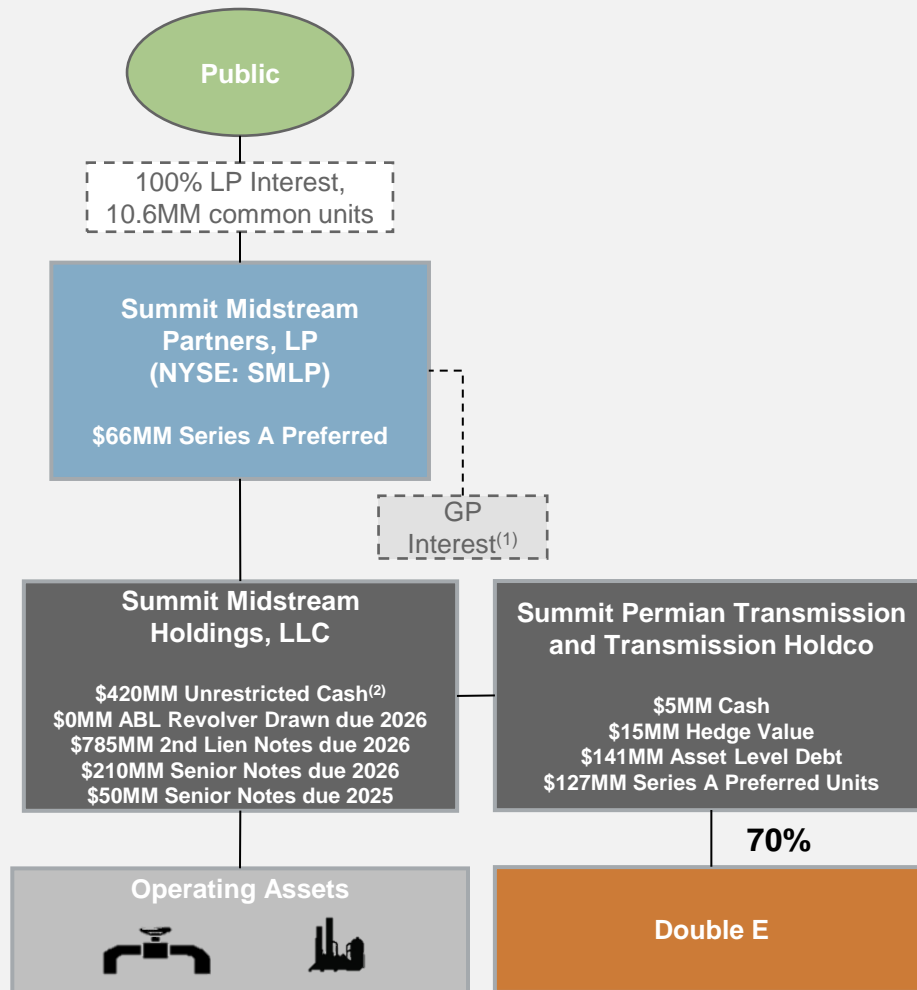 Public
100% LP Interest,
10.6MM common units
Summit Midstream
Partners, LP
(NYSE: SMLP)
$66MM Series A Preferred
GP
Interest(1)
Summit Midstream
Holdings, LLC
$420MM Unrestricted Cash(2)
$0MM ABL Revolver Drawn due 2026
$785MM 2nd Lien Notes due 2026
$210MM Senior Notes due 2026
$50MM Senior Notes due 2025
Summit Permian Transmission
and Transmission Holdco
$5MM Cash
$15MM Hedge Value
$141MM Asset Level Debt
$127MM Series A Preferred Units
70%
Operating Assets
Double E